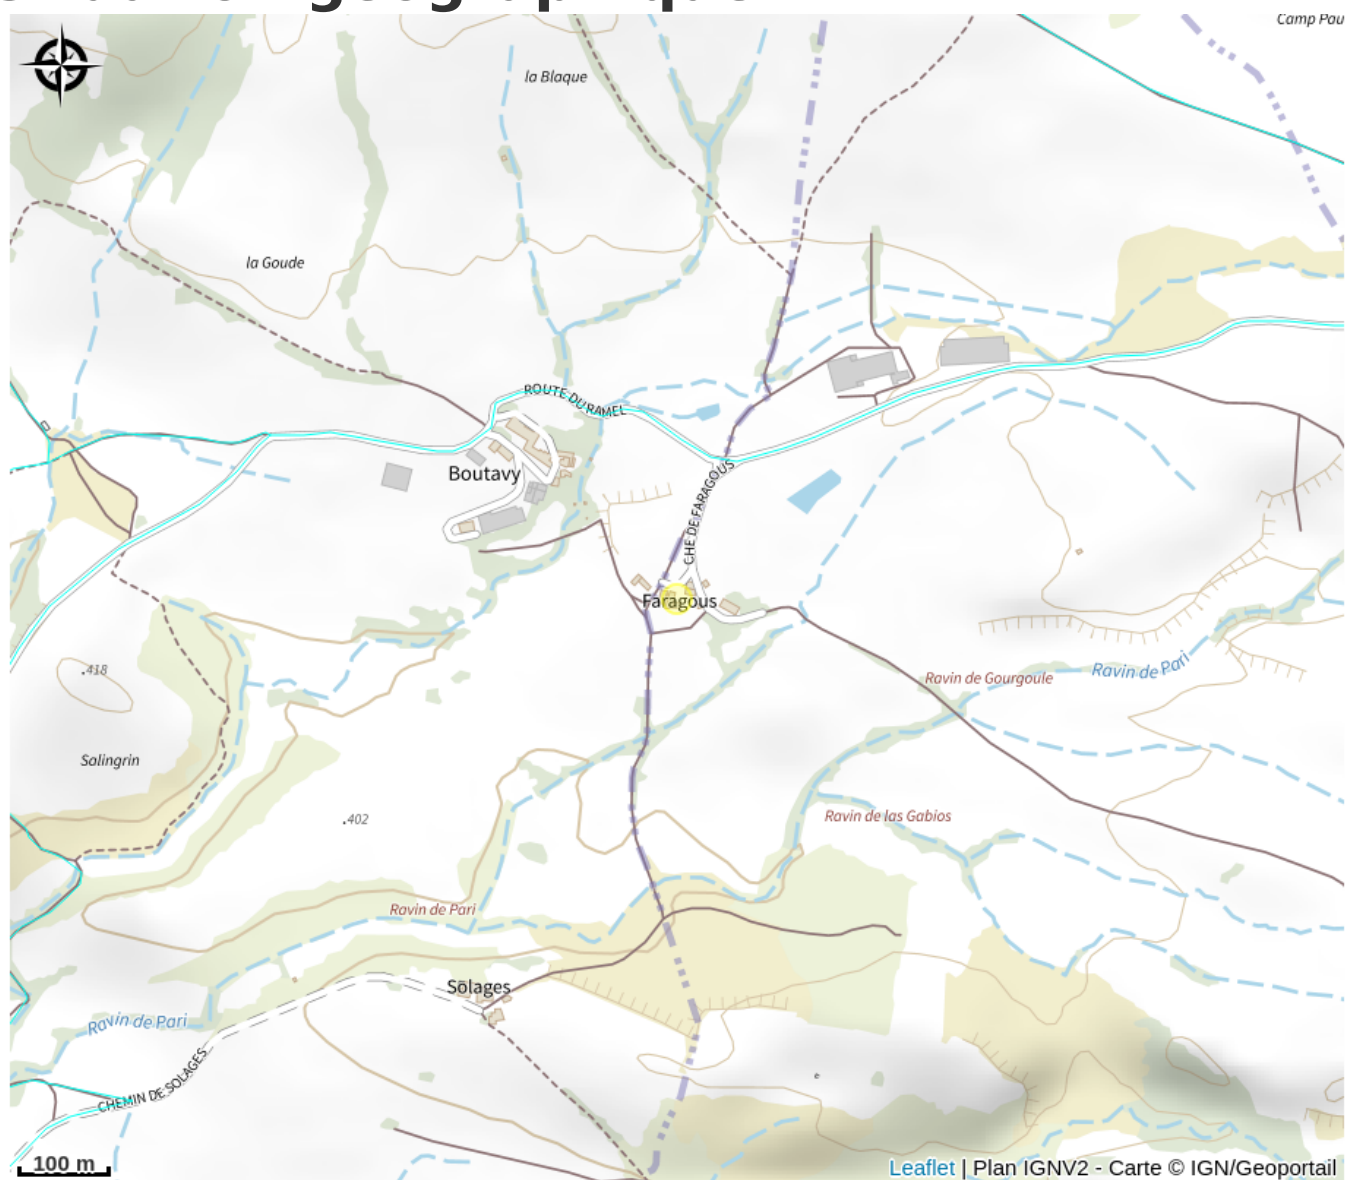 Camp Pau
la Blaque
la Goude
ROUTE DU RAMEL
Boutavy
CHE DE FARAGOUS
Faragous
.418
Ravin de Pari
Ravin de Gourgoule
Salingrin
.402
Ravin de las Gabios
Ravin de Pari
Solages
Ravin de Pari
e
CHEMIN DE SOLAGES
100 m
Leaflet | Plan IGNV2 - Carte © IGN/Geoportail